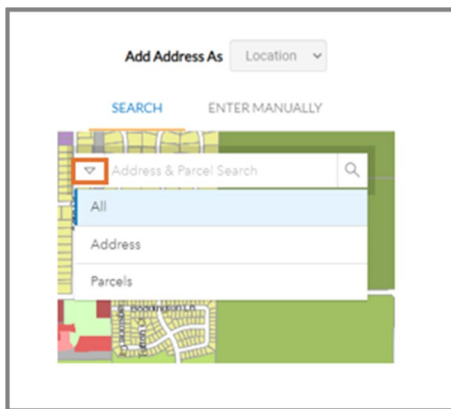 Add Address As Location
SEARCH ENTER MANUALLY
Address & Parcel Search
All
Address
Parcels